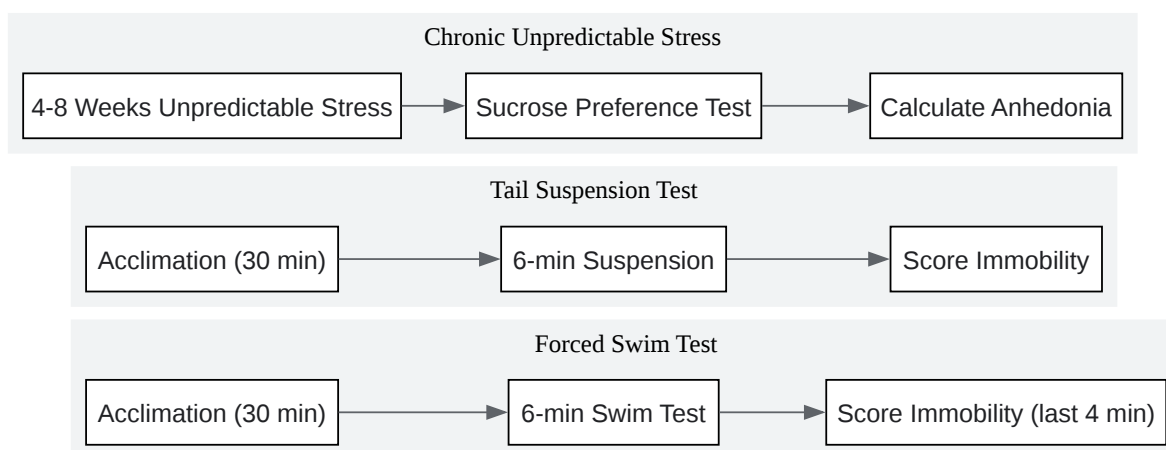 Chronic Unpredictable Stress
4-8 Weeks Unpredictable Stress
Sucrose Preference Test
Calculate Anhedonia
Tail Suspension Test
Acclimation (30 min)
6-min Suspension
Score Immobility
Forced Swim Test
Acclimation (30 min)
6-min Swim Test
Score Immobility (last 4 min)